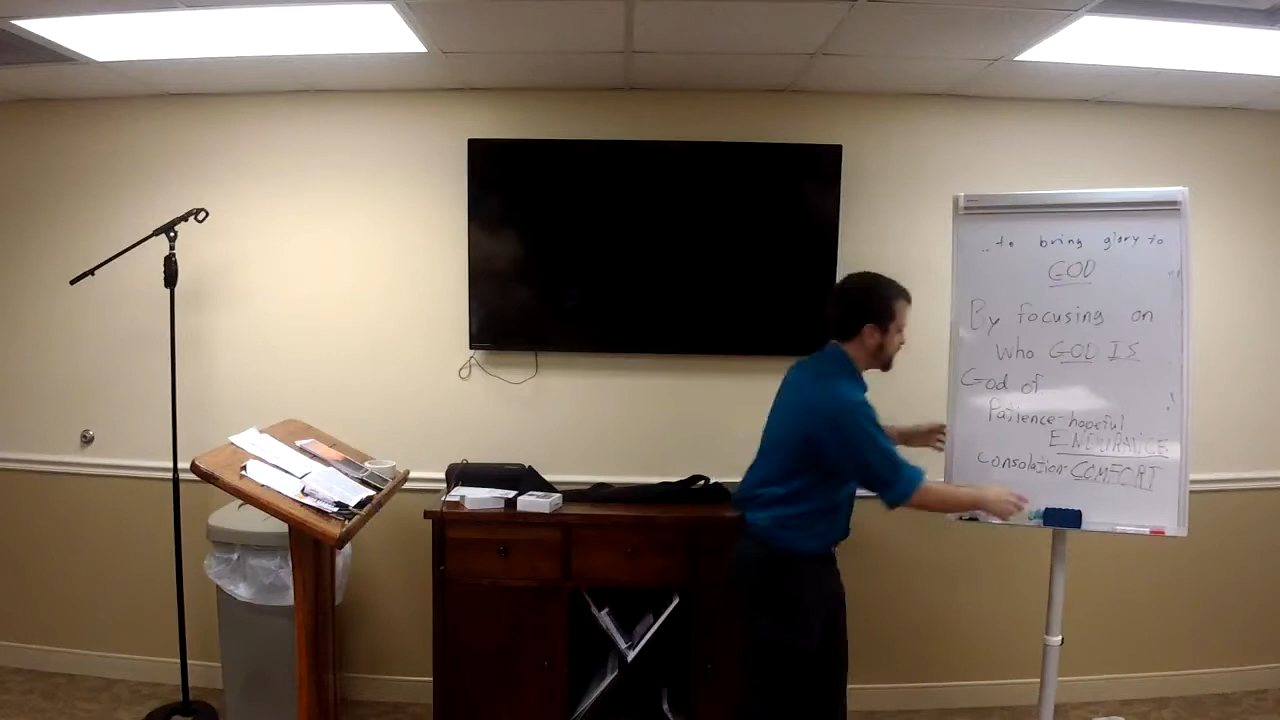 ..to bring glory to
GOD
By focusing on
who GOD IS
God of
Patience-hopeful
ENDURANCE
Consolation-COMFORT